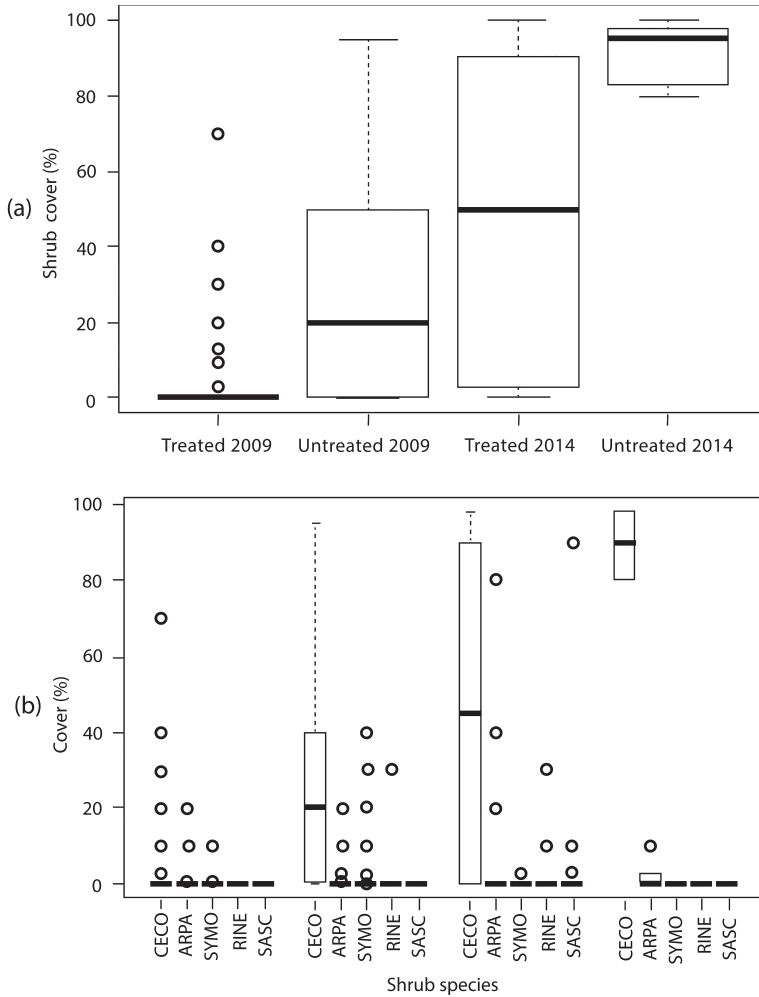 (a)
Shrub cover (%)
100
80
60
40
20
0
Treated 2009 Untreated 2009 Treated 2014 Untreated 2014
(b)
Cover (%)
100
80
60
40
20
0
CECO ARPA SYMO RINE SASC CECO ARPA SYMO RINE SASC CECO ARPA SYMO RINE SASC CECO ARPA SYMO RINE SASC
Shrub species